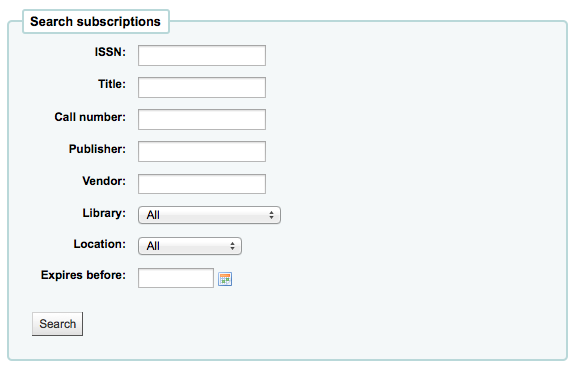 Search subscriptions
ISSN:
Title:
Call number:
Publisher:
Vendor:
Library: All
Location: All
Expires before:
Search